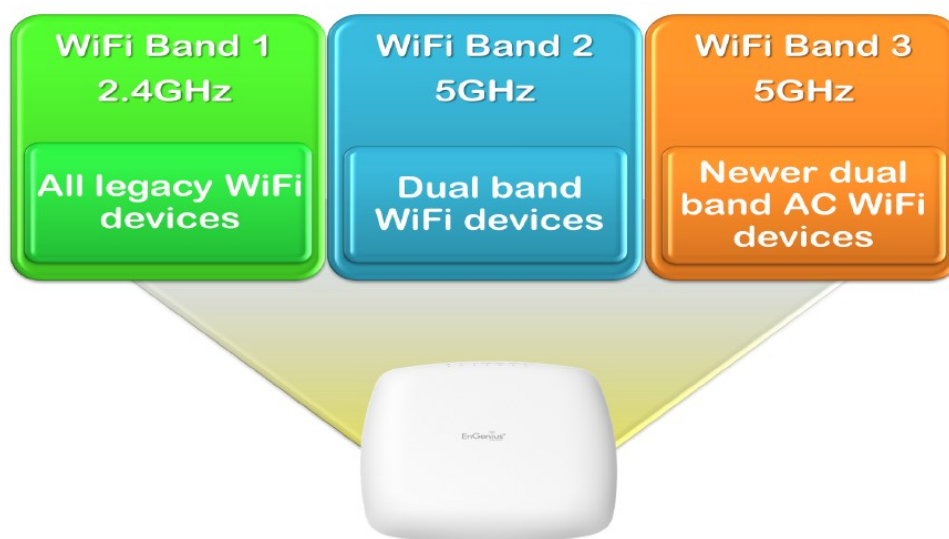 WiFi Band 1
2.4GHz
All legacy WiFi
devices
WiFi Band 2
5GHz
Dual band
WiFi devices
WiFi Band 3
5GHz
Newer dual
band AC WiFi
devices
EnGenius®